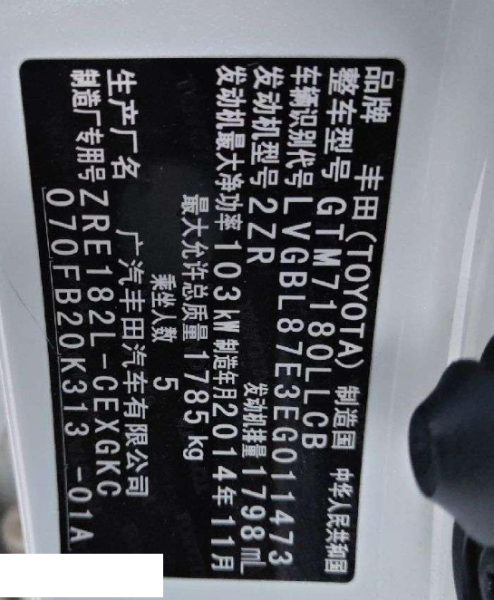 品牌 丰田(TOYOTA) 制造国 中华人民共和国
整车型号 GTM7180LLCB
车辆识别代号 LVGBL87E3EG011473
发动机型号 2ZR 发动机排量 1798mL
发动机最大净功率 103kW 制造年月 2014年11月
最大允许总质量 1785kg
乘坐人数 5
生产厂名 广汽丰田汽车有限公司
制造厂专用号 ZRE182L-CEXGKC
070FB20K313-01A